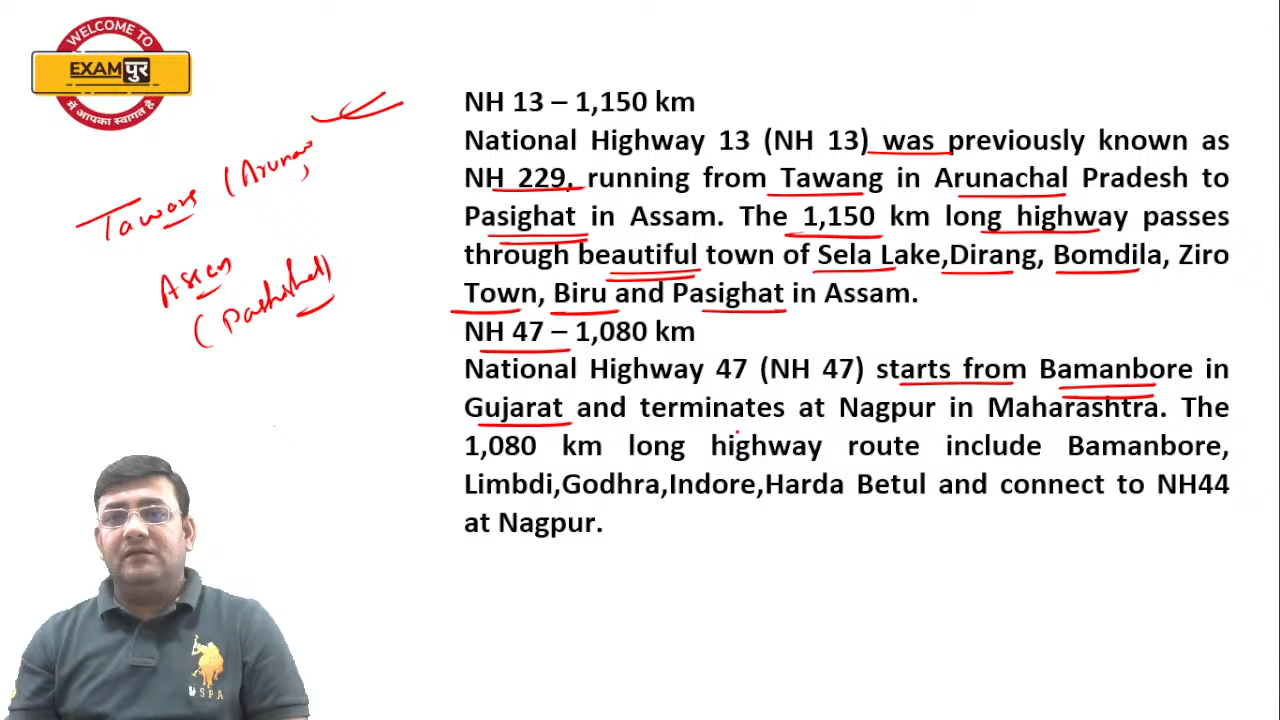 WELCOME TO
EXAMपुर
में आपका स्वागत है
NH 13 – 1,150 km
National Highway 13 (NH 13) was previously known as
NH 229, running from Tawang in Arunachal Pradesh to
Pasighat in Assam. The 1,150 km long highway passes
through beautiful town of Sela Lake,Dirang, Bomdila, Ziro
Town, Biru and Pasighat in Assam.
NH 47 – 1,080 km
National Highway 47 (NH 47) starts from Bamanbore in
Gujarat and terminates at Nagpur in Maharashtra. The
1,080 km long highway route include Bamanbore,
Limbdi,Godhra,Indore,Harda Betul and connect to NH44
at Nagpur.
USPA